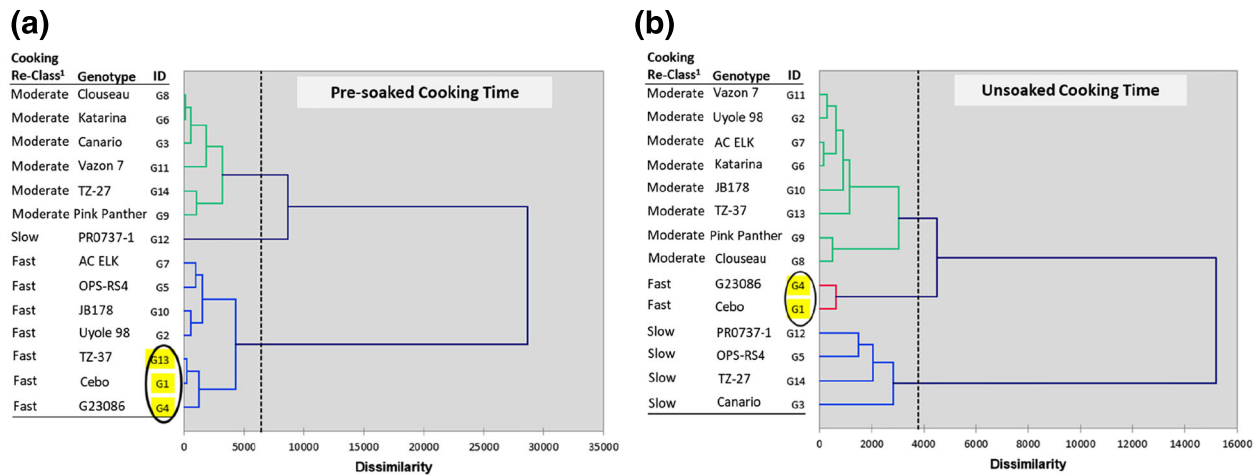 (a)
Cooking
Re-Class¹ Genotype ID
Pre-soaked Cooking Time
Moderate Clouseau G8
Moderate Katarina G6
Moderate Canario G3
Moderate Vazon 7 G11
Moderate TZ-27 G14
Moderate Pink Panther G9
Slow PR0737-1 G12
Fast AC ELK G7
Fast OPS-RS4 G5
Fast JB178 G10
Fast Uyole 98 G2
Fast TZ-37 G13
Fast Cebo G1
Fast G23086 G4
0 5000 10000 15000 20000 25000 30000 35000
Dissimilarity
(b)
Cooking
Re-Class¹ Genotype ID
Unsoaked Cooking Time
Moderate Vazon 7 G11
Moderate Uyole 98 G2
Moderate AC ELK G7
Moderate Katarina G6
Moderate JB178 G10
Moderate TZ-37 G13
Moderate Pink Panther G9
Moderate Clouseau G8
Fast G23086 G4
Fast Cebo G1
Slow PR0737-1 G12
Slow OPS-RS4 G5
Slow TZ-27 G14
Slow Canario G3
0 2000 4000 6000 8000 10000 12000 14000 16000
Dissimilarity